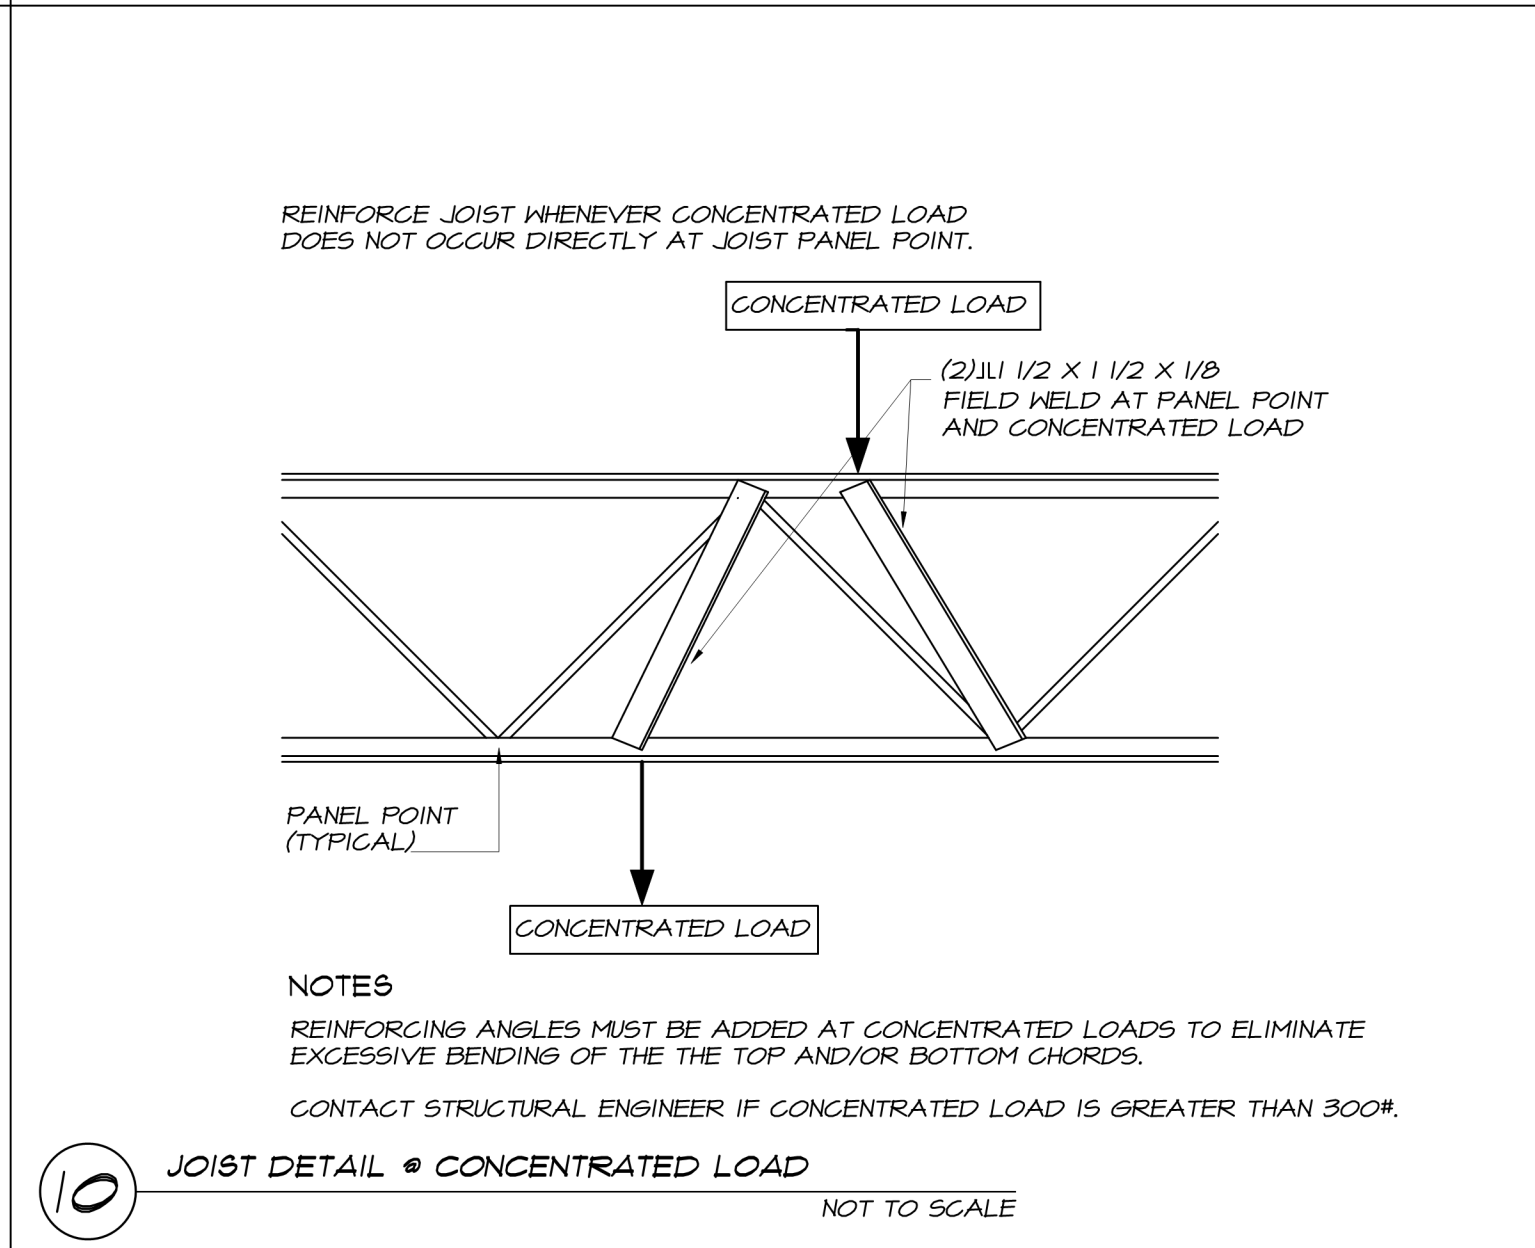 REINFORCE JOIST WHENEVER CONCENTRATED LOAD
DOES NOT OCCUR DIRECTLY AT JOIST PANEL POINT.
CONCENTRATED LOAD
(2)⅃L1 1/2 X 1 1/2 X 1/8
FIELD WELD AT PANEL POINT
AND CONCENTRATED LOAD
PANEL POINT
(TYPICAL)
CONCENTRATED LOAD
NOTES
REINFORCING ANGLES MUST BE ADDED AT CONCENTRATED LOADS TO ELIMINATE
EXCESSIVE BENDING OF THE THE TOP AND/OR BOTTOM CHORDS.
CONTACT STRUCTURAL ENGINEER IF CONCENTRATED LOAD IS GREATER THAN 300#.
10
JOIST DETAIL @ CONCENTRATED LOAD
NOT TO SCALE